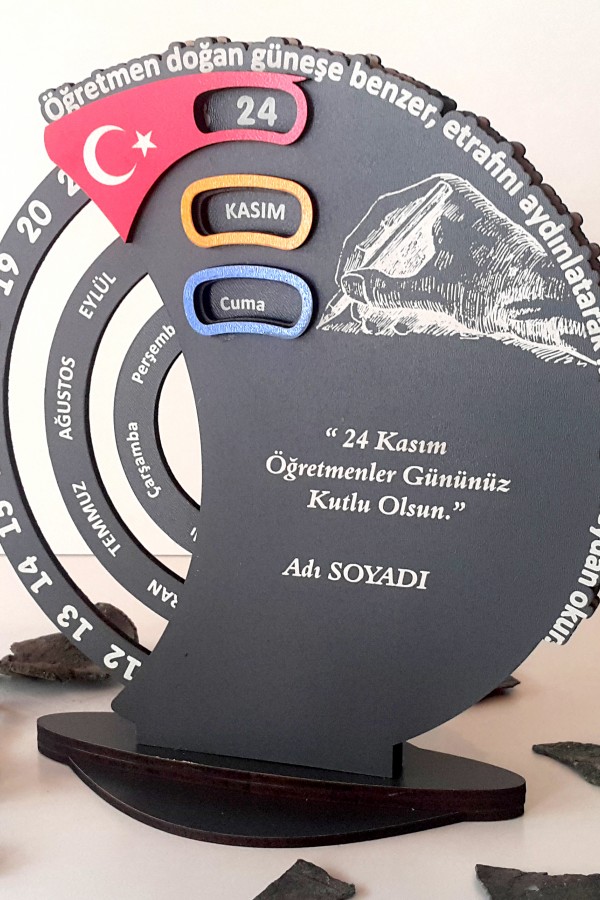 Öğretmen doğan güneşe benzer, etrafını aydınlatarak
24
KASIM
Cuma
20
19
EYLÜL
AĞUSTOS
TEMMUZ
Perşemb
Çarşamba
14
13
12
“ 24 Kasım
Öğretmenler Gününüz
Kutlu Olsun.”
Adı SOYADI